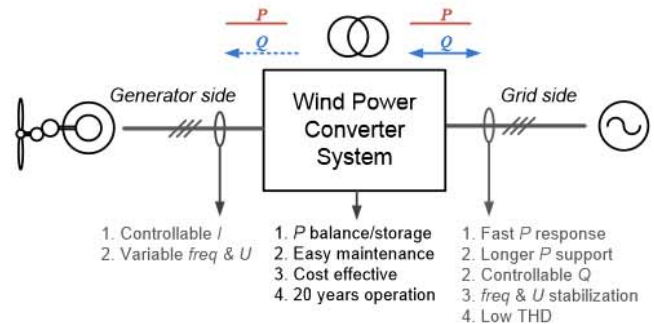 P
P
Q
Q
Generator side
Grid side
Wind Power
Converter
System
1. Controllable I
2. Variable freq & U
1. P balance/storage
2. Easy maintenance
3. Cost effective
4. 20 years operation
1. Fast P response
2. Longer P support
2. Controllable Q
3. freq & U stabilization
4. Low THD